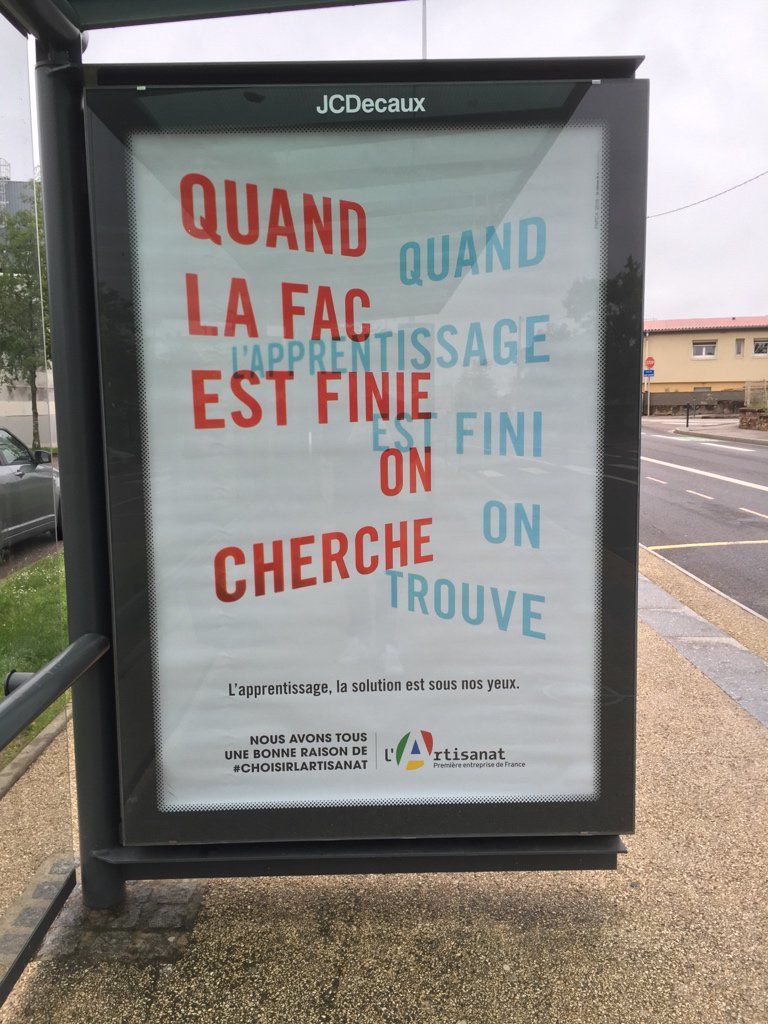 JCDecaux
QUAND
LA FAC
EST FINIE
ON
CHERCHE
QUAND
L'APPRENTISSAGE
EST FINI
ON
TROUVE
L'apprentissage, la solution est sous nos yeux.
NOUS AVONS TOUS
UNE BONNE RAISON DE
#CHOISIRLARTISANAT
L'Artisanat
Première entreprise de France